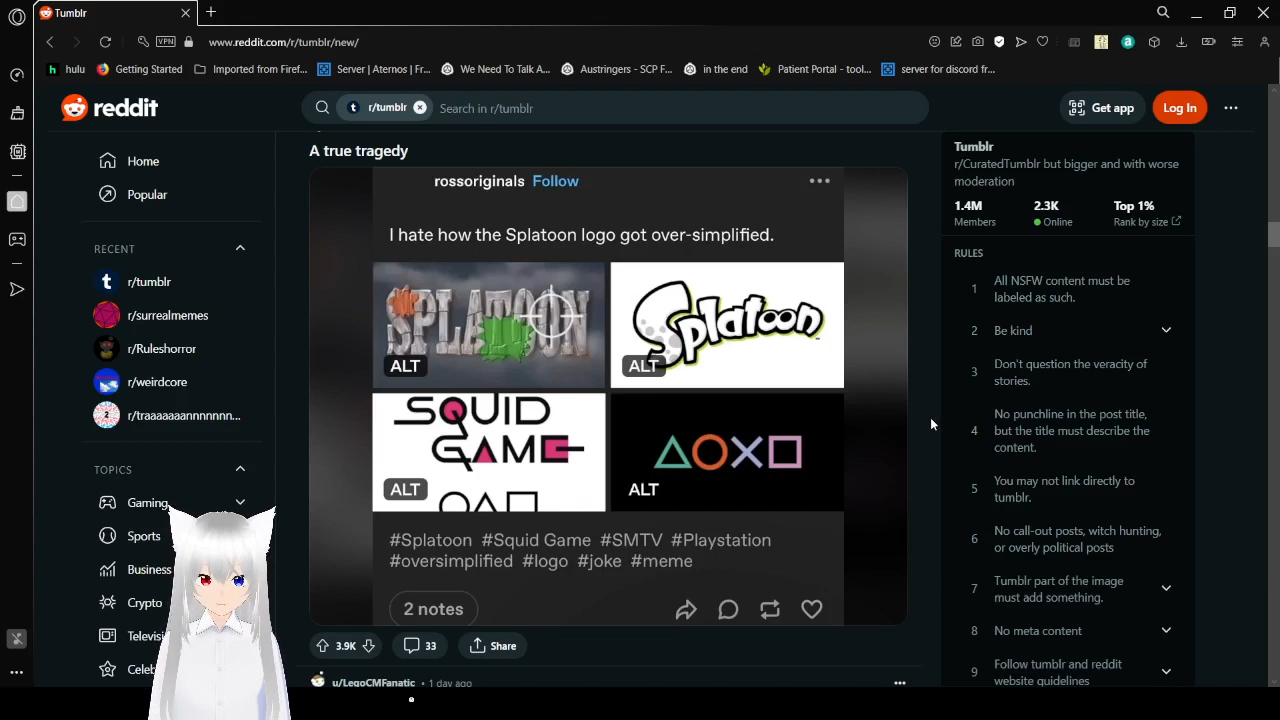 Tumblr
VPN
www.reddit.com/r/tumblr/new/
hulu
Getting Started
Imported from Firef...
Server | Aternos | Fr...
We Need To Talk A...
Austringers - SCP F...
in the end
Patient Portal - tool...
server for discord fr...
reddit
r/tumblr
Search in r/tumblr
Get app
Log In
Home
Popular
RECENT
r/tumblr
r/surrealmemes
r/Ruleshorror
r/weirdcore
r/traaaaaaannnnnnn...
TOPICS
Gaming
Sports
Business
Crypto
Televisi
Celeb
A true tragedy
rossoriginals Follow
I hate how the Splatoon logo got over-simplified.
SPLATOON
ALT
Splatoon
ALT
SQUID
GAME
ALT
ALT
#Splatoon #Squid Game #SMTV #Playstation
#oversimplified #logo #joke #meme
2 notes
3.9K
33
Share
u/LegoCMFanatic • 1 day ago
Tumblr
r/CuratedTumblr but bigger and with worse
moderation
1.4M
Members
2.3K
Online
Top 1%
Rank by size
RULES
1 All NSFW content must be
labeled as such.
2 Be kind
3 Don't question the veracity of
stories.
4 No punchline in the post title,
but the title must describe the
content.
5 You may not link directly to
tumblr.
6 No call-out posts, witch hunting,
or overly political posts
7 Tumblr part of the image
must add something.
8 No meta content
9 Follow tumblr and reddit
website guidelines